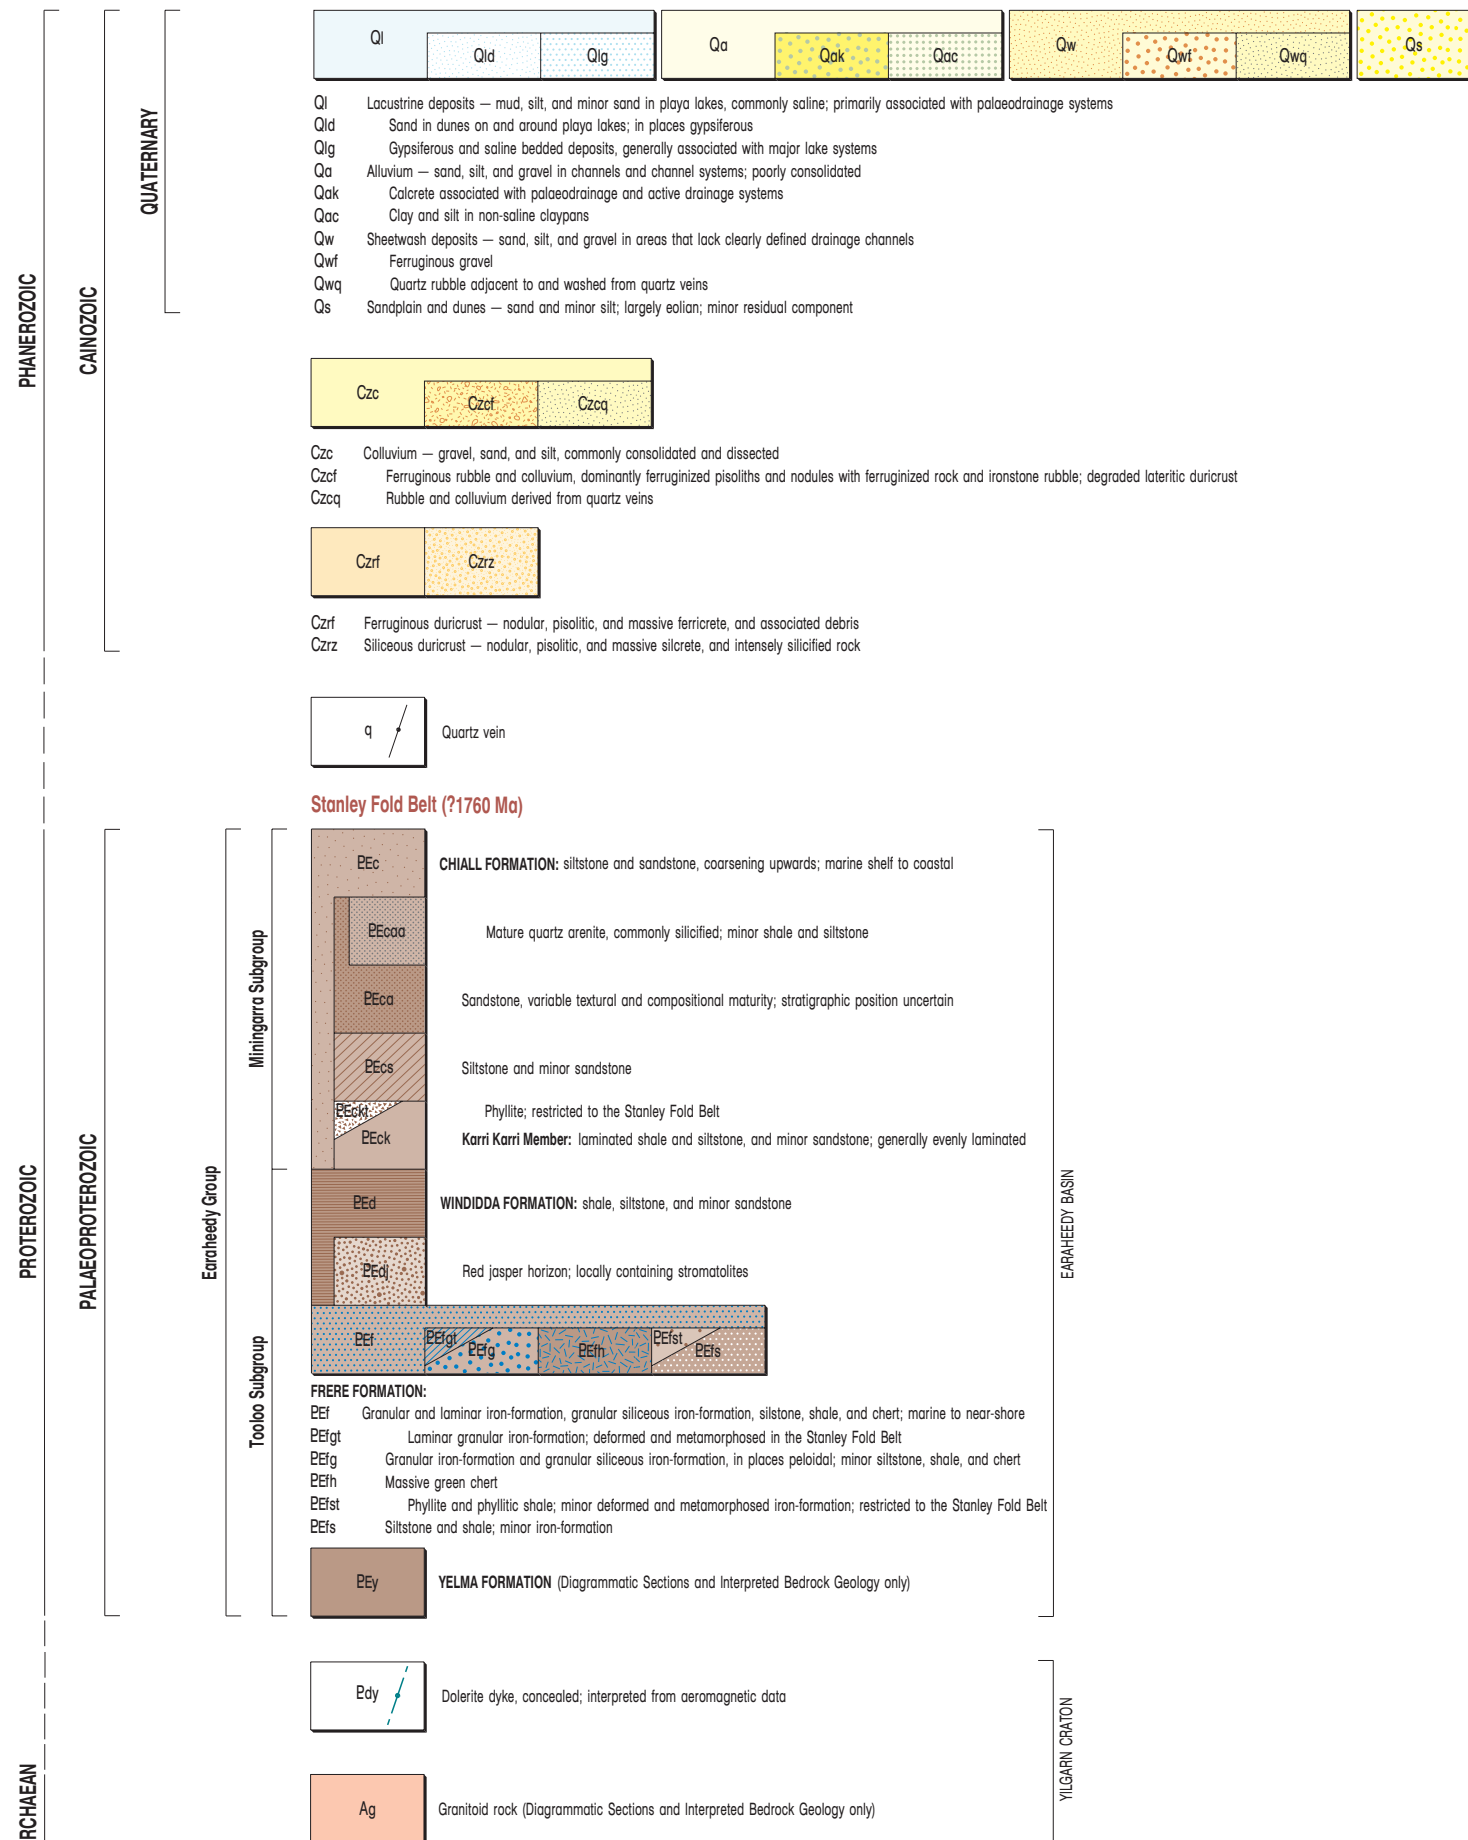 Ql Qld Qlg Qa Qak Qac Qw Qwf Qwq Qs
Ql Lacustrine deposits — mud, silt, and minor sand in playa lakes, commonly saline; primarily associated with palaeodrainage systems
Qld Sand in dunes on and around playa lakes; in places gypsiferous
Qlg Gypsiferous and saline bedded deposits, generally associated with major lake systems
Qa Alluvium — sand, silt, and gravel in channels and channel systems; poorly consolidated
Qak Calcrete associated with palaeodrainage and active drainage systems
Qac Clay and silt in non-saline claypans
Qw Sheetwash deposits — sand, silt, and gravel in areas that lack clearly defined drainage channels
Qwf Ferruginous gravel
Qwq Quartz rubble adjacent to and washed from quartz veins
Qs Sandplain and dunes — sand and minor silt; largely eolian; minor residual component
QUATERNARY
CAINOZOIC
PHANEROZOIC
Czc Czcf Czcq
Czc Colluvium — gravel, sand, and silt, commonly consolidated and dissected
Czcf Ferruginous rubble and colluvium, dominantly ferruginized pisoliths and nodules with ferruginized rock and ironstone rubble; degraded lateritic duricrust
Czcq Rubble and colluvium derived from quartz veins
Czrf Czrz
Czrf Ferruginous duricrust — nodular, pisolitic, and massive ferricrete, and associated debris
Czrz Siliceous duricrust — nodular, pisolitic, and massive silcrete, and intensely silicified rock
q Quartz vein
Stanley Fold Belt (?1760 Ma)
PEc CHIALL FORMATION: siltstone and sandstone, coarsening upwards; marine shelf to coastal
PEcaa Mature quartz arenite, commonly silicified; minor shale and siltstone
PEca Sandstone, variable textural and compositional maturity; stratigraphic position uncertain
PEcs Siltstone and minor sandstone
PEckt Phyllite; restricted to the Stanley Fold Belt
PEck Karri Karri Member: laminated shale and siltstone, and minor sandstone; generally evenly laminated
PEd WINDIDDA FORMATION: shale, siltstone, and minor sandstone
PEdj Red jasper horizon; locally containing stromatolites
PEf PEfgt PEfg PEfh PEfst PEfs
FRERE FORMATION:
PEf Granular and laminar iron-formation, granular siliceous iron-formation, silstone, shale, and chert; marine to near-shore
PEfgt Laminar granular iron-formation; deformed and metamorphosed in the Stanley Fold Belt
PEfg Granular iron-formation and granular siliceous iron-formation, in places peloidal; minor siltstone, shale, and chert
PEfh Massive green chert
PEfst Phyllite and phyllitic shale; minor deformed and metamorphosed iron-formation; restricted to the Stanley Fold Belt
PEfs Siltstone and shale; minor iron-formation
PEy YELMA FORMATION (Diagrammatic Sections and Interpreted Bedrock Geology only)
Miningarra Subgroup
Tooloo Subgroup
Earaheedy Group
PALAEOPROTEROZOIC
PROTEROZOIC
EARAHEEDY BASIN
Pdy Dolerite dyke, concealed; interpreted from aeromagnetic data
Ag Granitoid rock (Diagrammatic Sections and Interpreted Bedrock Geology only)
YILGARN CRATON
RCHAEAN